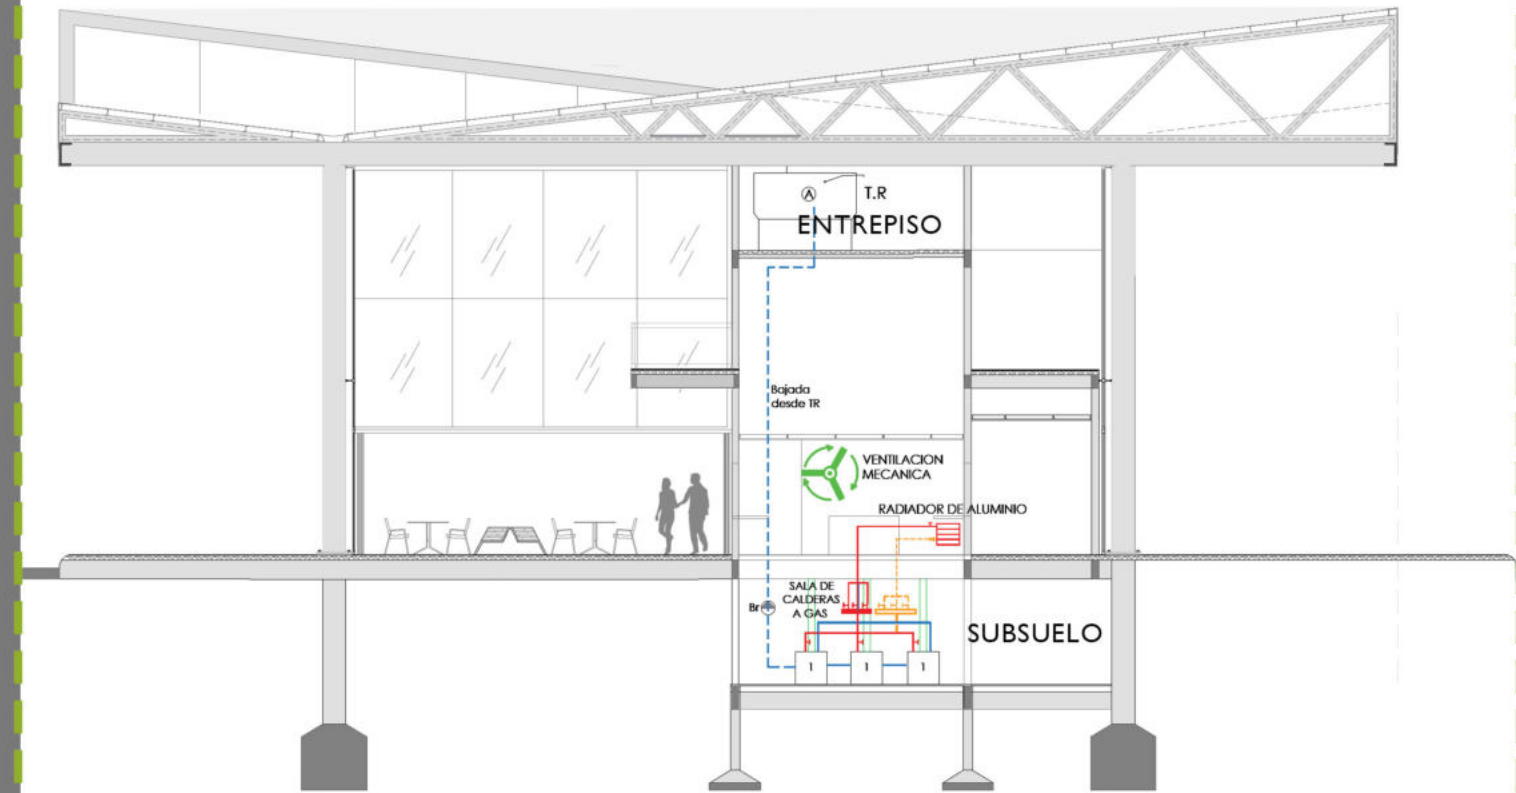 A
T.R
ENTREPISO
Bajada
desde TR
VENTILACION
MECANICA
RADIADOR DE ALUMINIO
SALA DE
CALDERAS
A GAS
Br
SUBSUELO
1
1
1